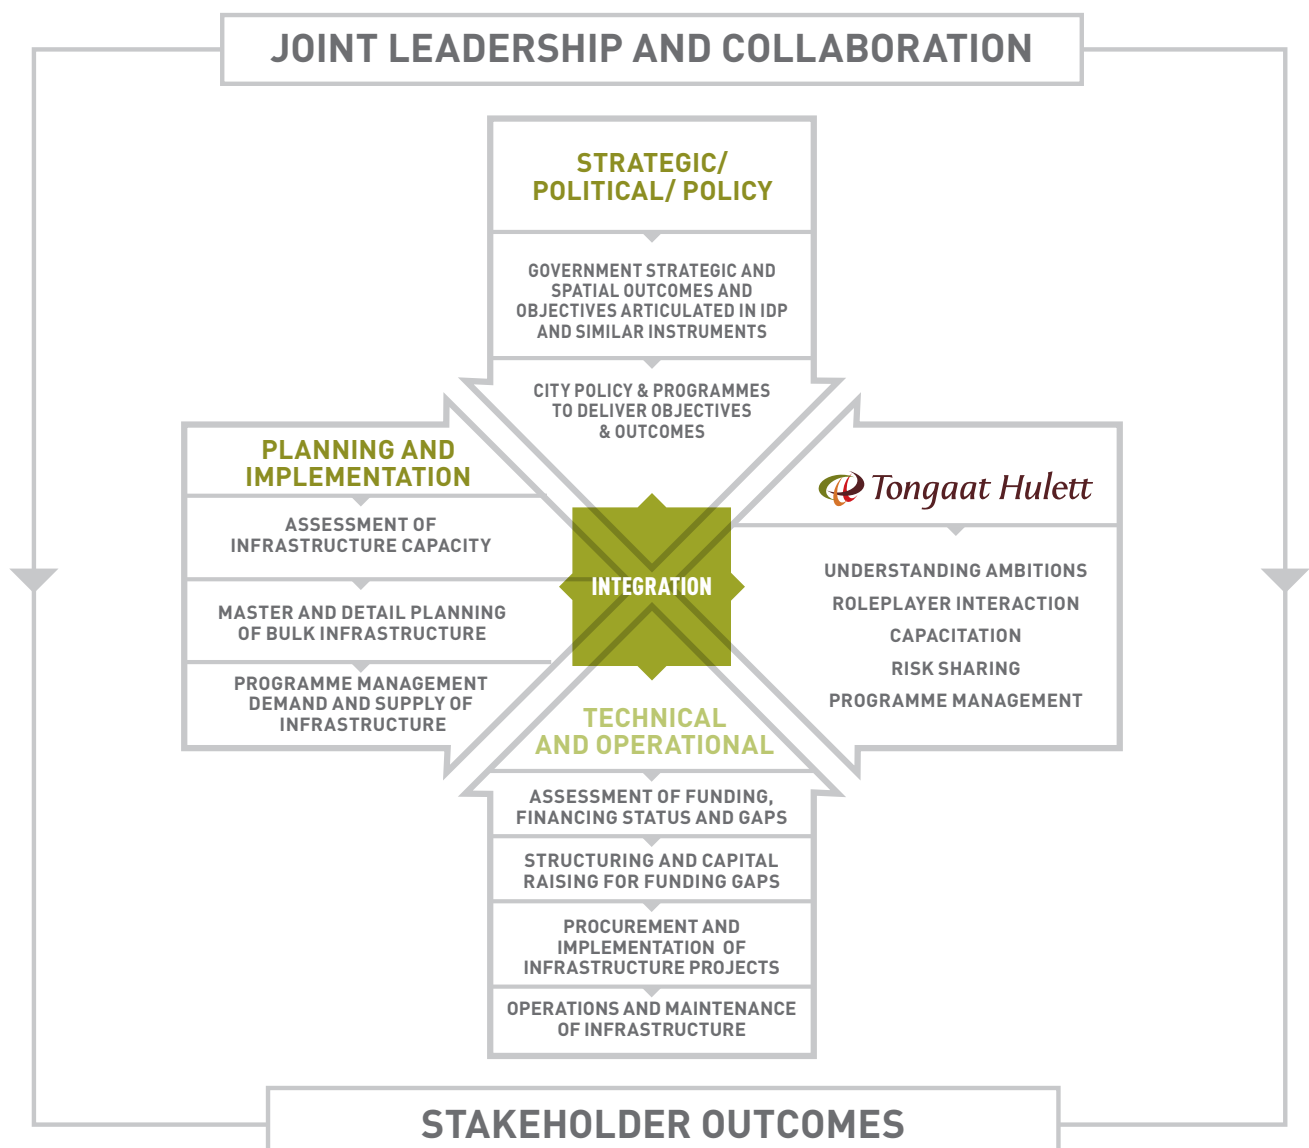 JOINT LEADERSHIP AND COLLABORATION
STRATEGIC/
POLITICAL/ POLICY
GOVERNMENT STRATEGIC AND
SPATIAL OUTCOMES AND
OBJECTIVES ARTICULATED IN IDP
AND SIMILAR INSTRUMENTS
CITY POLICY & PROGRAMMES
TO DELIVER OBJECTIVES
& OUTCOMES
PLANNING AND
IMPLEMENTATION
ASSESSMENT OF
INFRASTRUCTURE CAPACITY
MASTER AND DETAIL PLANNING
OF BULK INFRASTRUCTURE
PROGRAMME MANAGEMENT
DEMAND AND SUPPLY OF
INFRASTRUCTURE
INTEGRATION
Tongaat Hulett
UNDERSTANDING AMBITIONS
ROLEPLAYER INTERACTION
CAPACITATION
RISK SHARING
PROGRAMME MANAGEMENT
TECHNICAL
AND OPERATIONAL
ASSESSMENT OF FUNDING,
FINANCING STATUS AND GAPS
STRUCTURING AND CAPITAL
RAISING FOR FUNDING GAPS
PROCUREMENT AND
IMPLEMENTATION OF
INFRASTRUCTURE PROJECTS
OPERATIONS AND MAINTENANCE
OF INFRASTRUCTURE
STAKEHOLDER OUTCOMES